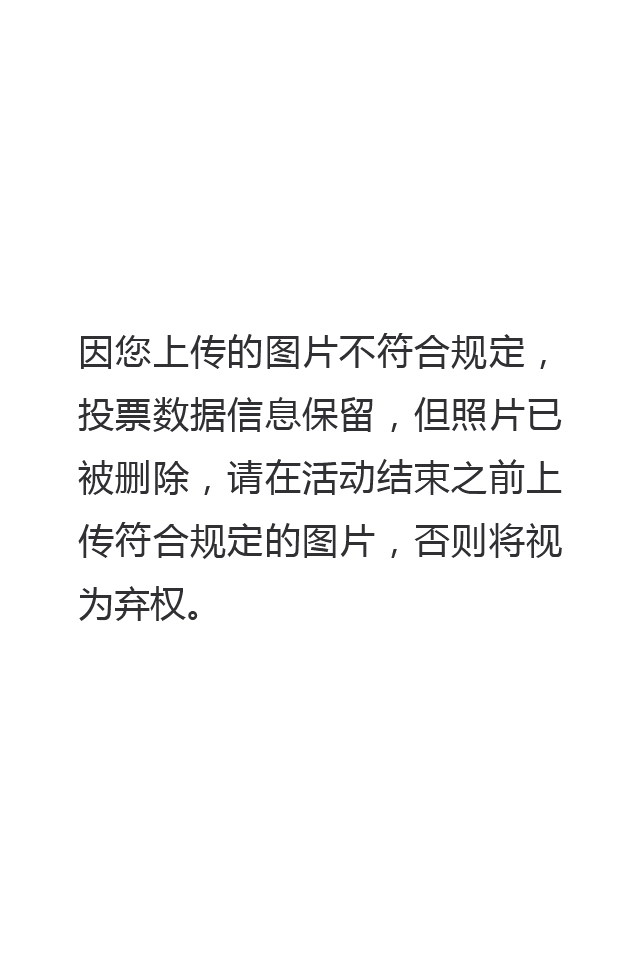 因您上传的图片不符合规定，
投票数据信息保留，但照片已
被删除，请在活动结束之前上
传符合规定的图片，否则将视
为弃权。